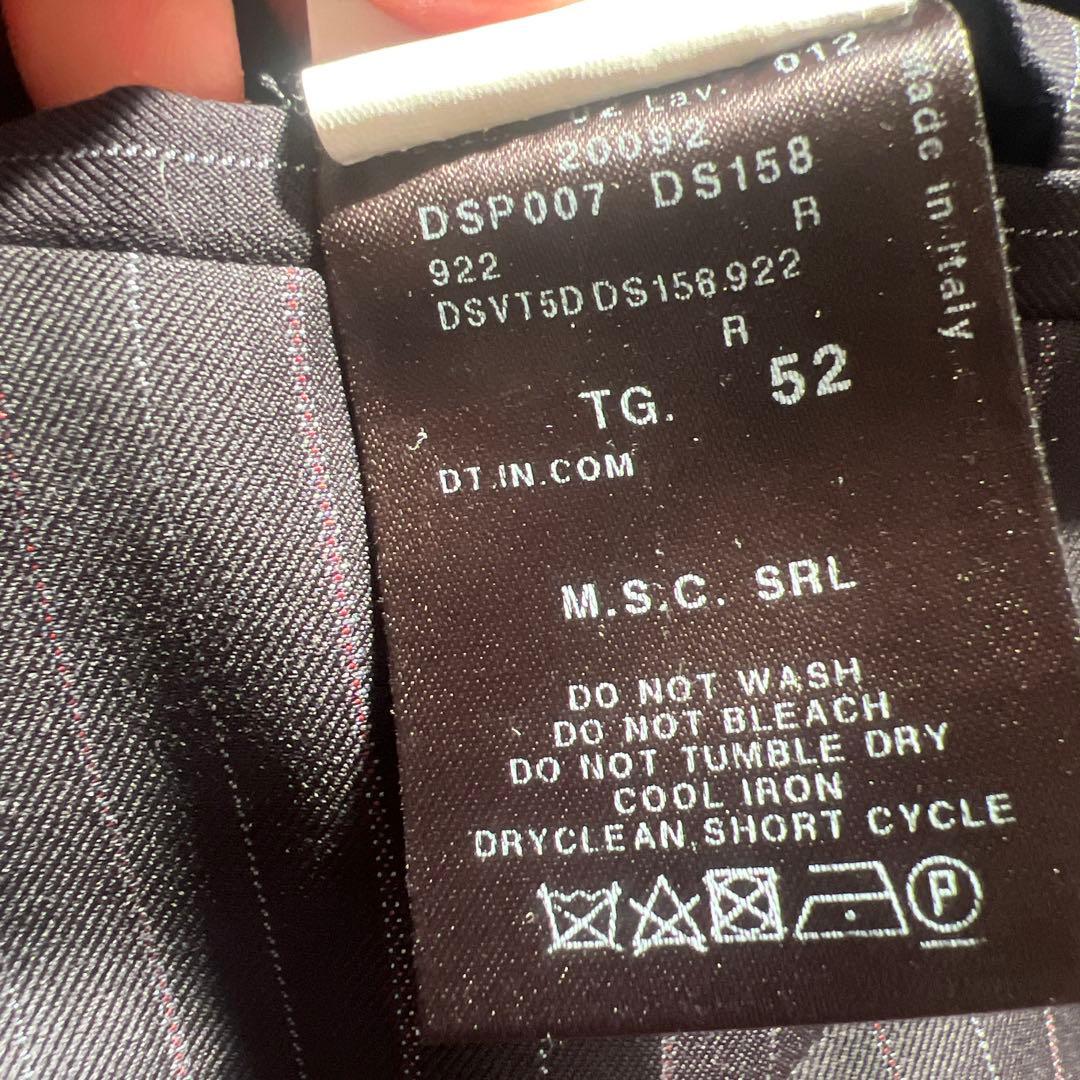 Lav. 012
20092
DSP007 DS158
R
922
DSVT5D DS158.922
R
TG. 52
DT.IN.COM
M.S.C. SRL
DO NOT WASH
DO NOT BLEACH
DO NOT TUMBLE DRY
COOL IRON
DRYCLEAN,SHORT CYCLE
P
Made in Italy